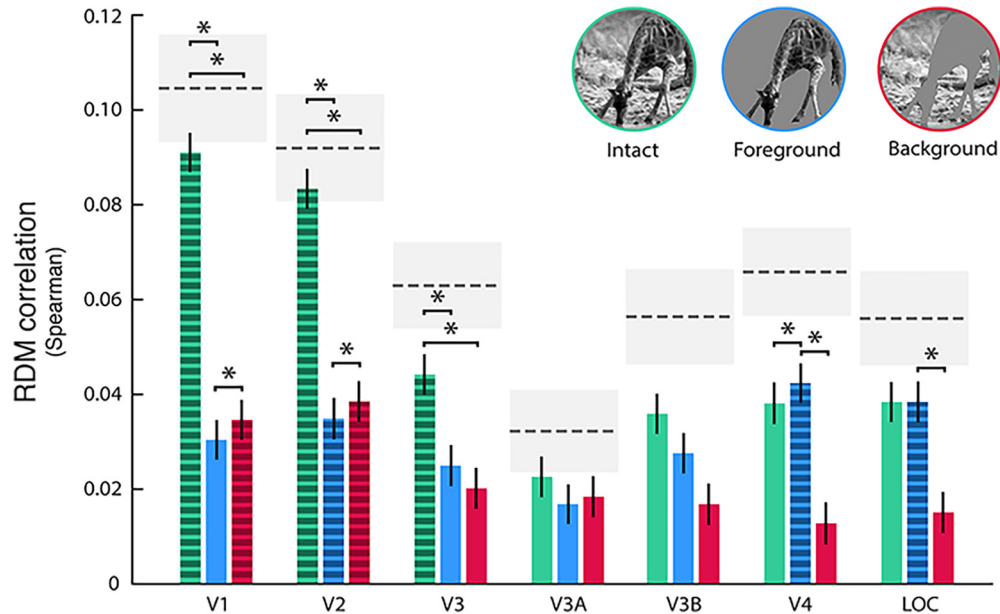 0.12
0.10
0.08
0.06
0.04
0.02
0
RDM correlation
(Spearman)
*
*
*
*
*
*
*
*
*
*
*
Intact
Foreground
Background
V1
V2
V3
V3A
V3B
V4
LOC